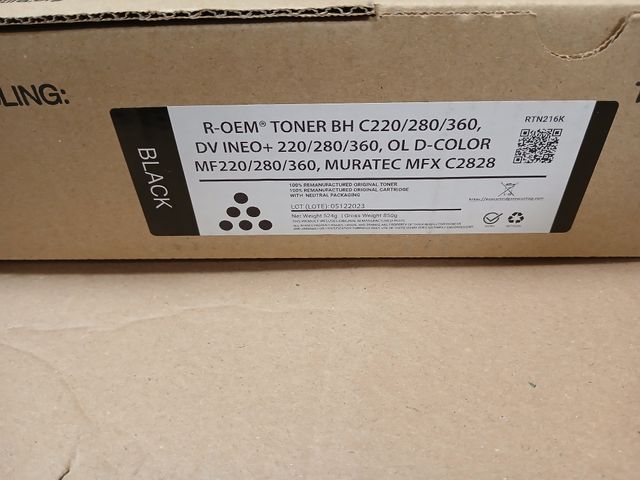 LING:
BLACK
R-OEM® TONER BH C220/280/360,
DV INEO+ 220/280/360, OL D-COLOR
MF220/280/360, MURATEC MFX C2828
100% REMANUFACTURED ORIGINAL TONER
100% REMANUFACTURED ORIGINAL CARTRIDGE
WITH NEUTRAL PACKAGING
LOT (LOTE): 05122023
Net Weight 524g | Gross Weight 850g
RTN216K